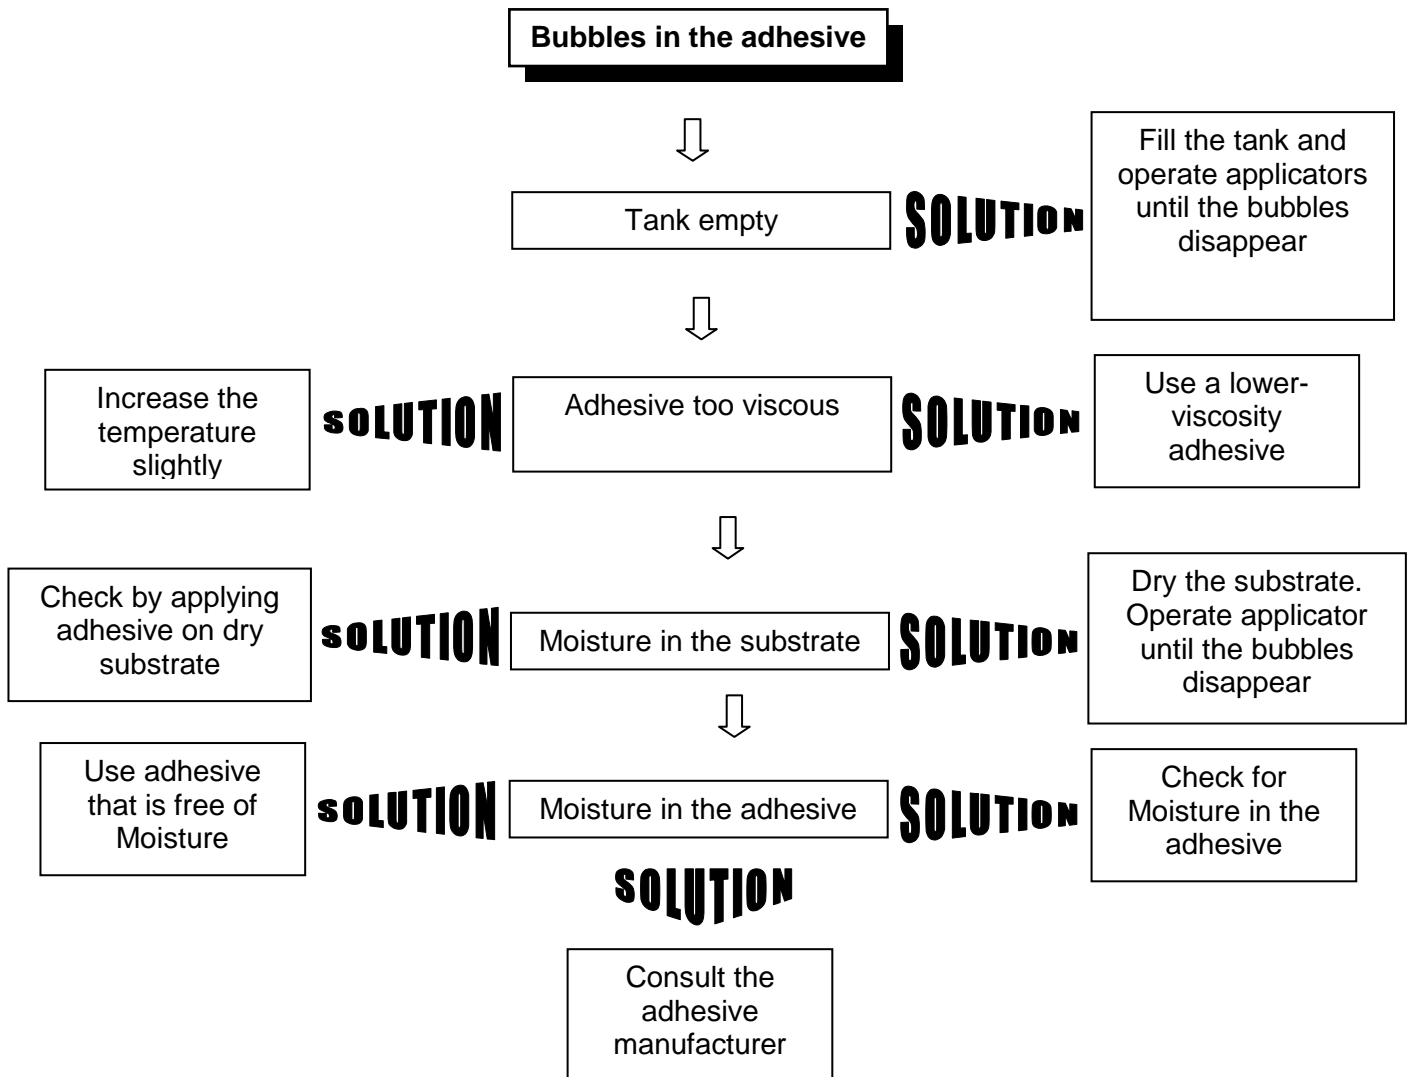 Bubbles in the adhesive
Tank empty
SOLUTION
Fill the tank and
operate applicators
until the bubbles
disappear
Increase the
temperature
slightly
SOLUTION
Adhesive too viscous
SOLUTION
Use a lower-
viscosity
adhesive
Check by applying
adhesive on dry
substrate
SOLUTION
Moisture in the substrate
SOLUTION
Dry the substrate.
Operate applicator
until the bubbles
disappear
Use adhesive
that is free of
Moisture
SOLUTION
Moisture in the adhesive
SOLUTION
Check for
Moisture in the
adhesive
SOLUTION
Consult the
adhesive
manufacturer